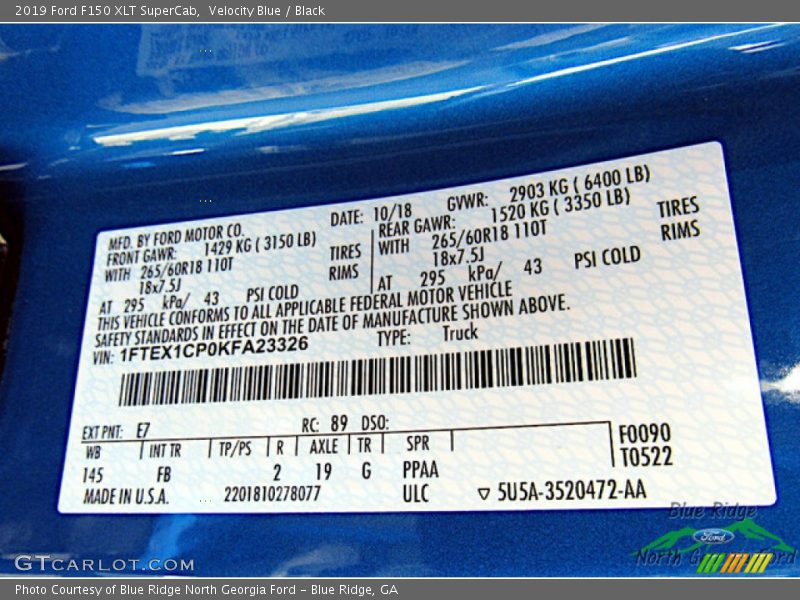 2019 Ford F150 XLT SuperCab, Velocity Blue / Black
MFD. BY FORD MOTOR CO.
DATE: 10/18
GVWR: 2903 KG ( 6400 LB)
FRONT GAWR: 1429 KG ( 3150 LB)
WITH 265/60R18 110T TIRES
18x7.5J RIMS
AT 295 kPa/ 43 PSI COLD
REAR GAWR: 1520 KG ( 3350 LB)
WITH 265/60R18 110T TIRES
18x7.5J RIMS
AT 295 kPa/ 43 PSI COLD
THIS VEHICLE CONFORMS TO ALL APPLICABLE FEDERAL MOTOR VEHICLE
SAFETY STANDARDS IN EFFECT ON THE DATE OF MANUFACTURE SHOWN ABOVE.
VIN: 1FTEX1CP0KFA23326 TYPE: Truck
EXT PNT: E7 RC: 89 DSO:
WB INT TR TP/PS R AXLE TR SPR
145 FB 2 19 G PPAA
F0090
T0522
MADE IN U.S.A. 2201810278077 ULC ▽ 5U5A-3520472-AA
Blue Ridge
Ford
North Georgia Ford
GTCARLOT.COM
Photo Courtesy of Blue Ridge North Georgia Ford - Blue Ridge, GA